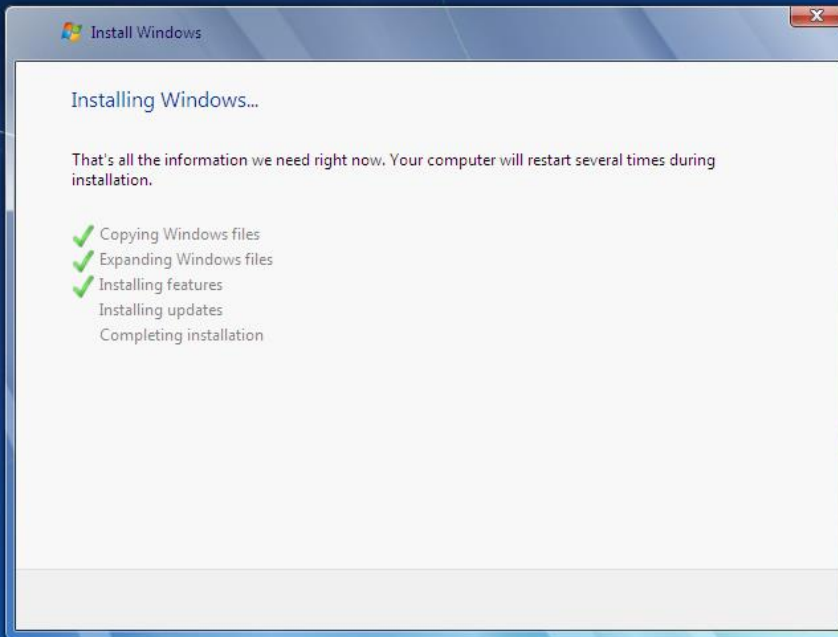 Install Windows
Installing Windows...
That's all the information we need right now. Your computer will restart several times during
installation.
Copying Windows files
Expanding Windows files
Installing features
Installing updates
Completing installation